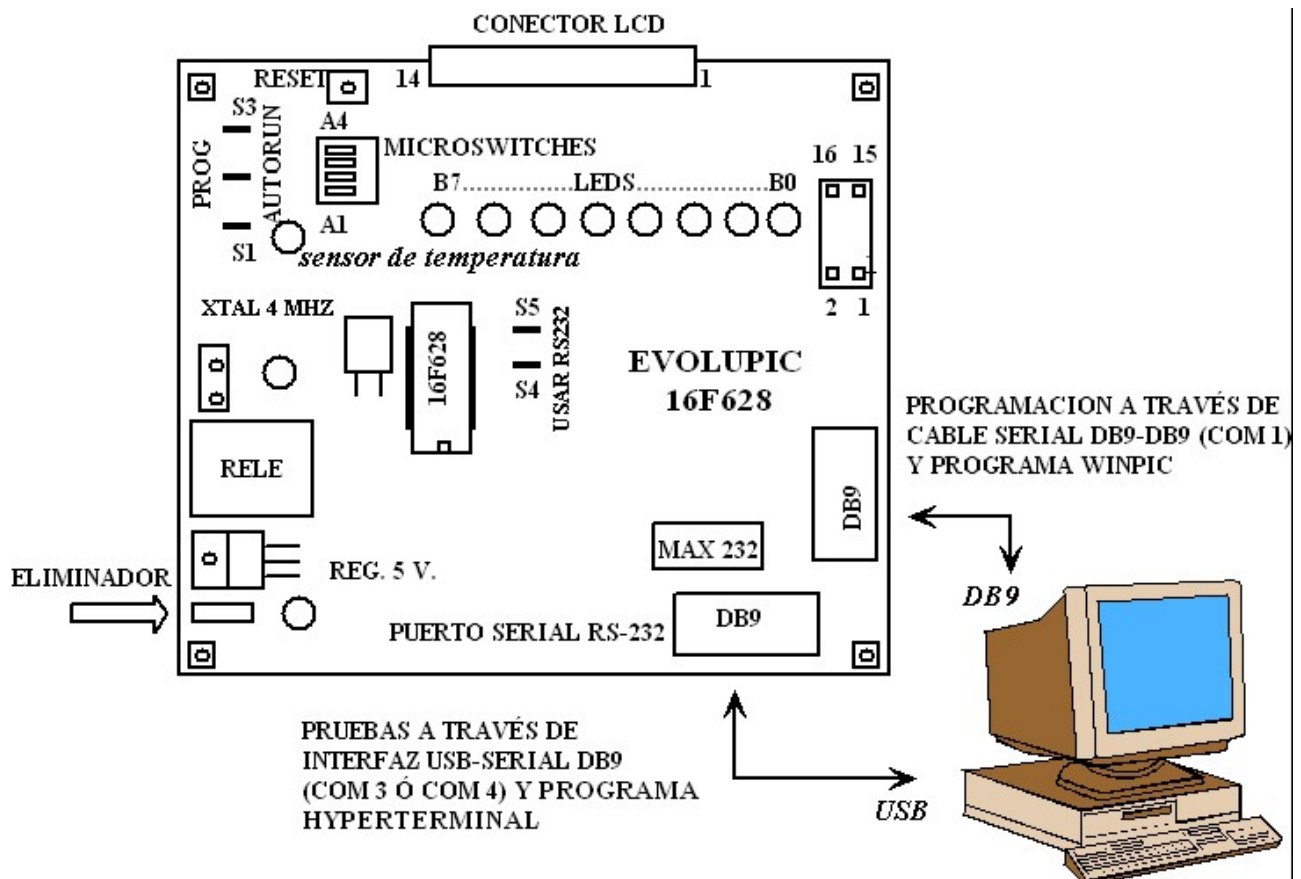 CONECTOR LCD
RESET
14
1
S3
PROG
AUTORUN
S1
A4
MICROSWITCHES
A1
B7..................LEDS..................B0
16 15
2 1
sensor de temperatura
XTAL 4 MHZ
16F628
S5
USAR RS232
S4
EVOLUPIC
16F628
RELE
DB9
PROGRAMACION A TRAVÉS DE
CABLE SERIAL DB9-DB9 (COM 1)
Y PROGRAMA WINPIC
MAX 232
ELIMINADOR
REG. 5 V.
DB9
PUERTO SERIAL RS-232
DB9
PRUEBAS A TRAVÉS DE
INTERFAZ USB-SERIAL DB9
(COM 3 Ó COM 4) Y PROGRAMA
HYPERTERMINAL
USB